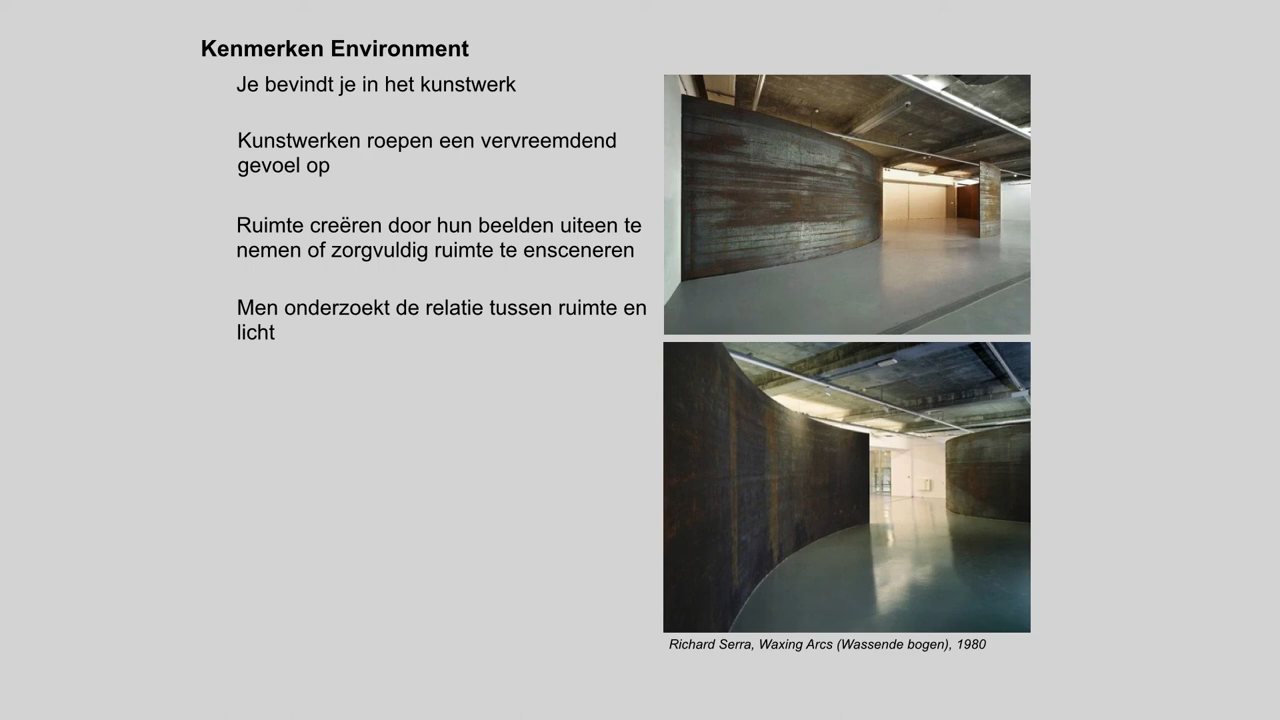 Kenmerken Environment
Je bevindt je in het kunstwerk
Kunstwerken roepen een vervreemdend
gevoel op
Ruimte creëren door hun beelden uiteen te
nemen of zorgvuldig ruimte te ensceneren
Men onderzoekt de relatie tussen ruimte en
licht
Richard Serra, Waxing Arcs (Wassende bogen), 1980